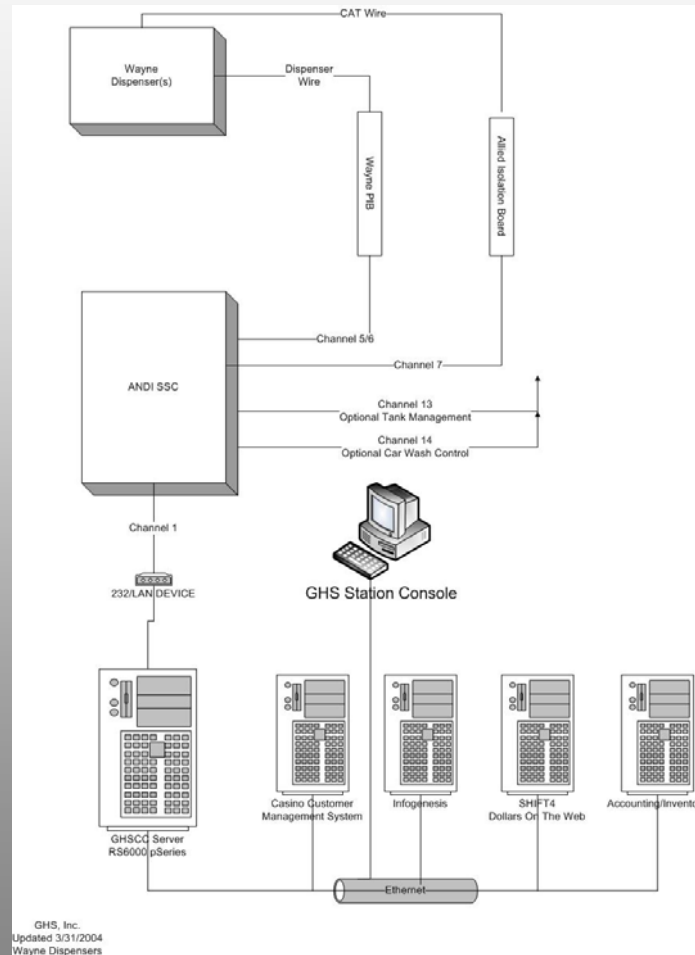 CAT Wire
Wayne
Dispenser(s)
Dispenser
Wire
Wayne PIB
Allied Isolation Board
Channel 5/6
ANDI SSC
Channel 7
Channel 13
Optional Tank Management
Channel 14
Optional Car Wash Control
Channel 1
232/LAN DEVICE
GHS Station Console
GHSCC Server
RS6000 pSeries
Casino Customer
Management System
Infogenesis
SHIFT4
Dollars On The Web
Accounting/Invento
Ethernet
GHS, Inc.
Updated 3/31/2004
Wayne Dispensers